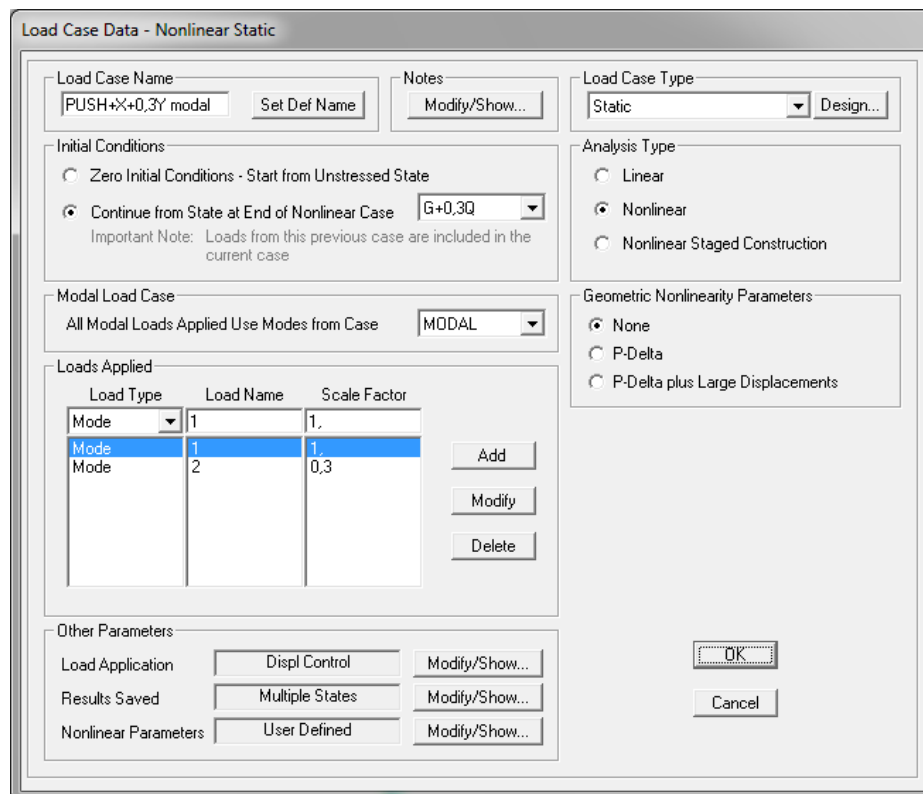 Load Case Data - Nonlinear Static
Load Case Name
PUSH+X+0,3Y modal
Set Def Name
Notes
Modify/Show...
Load Case Type
Static
Design...
Initial Conditions
Zero Initial Conditions - Start from Unstressed State
Continue from State at End of Nonlinear Case
G+0,3Q
Important Note: Loads from this previous case are included in the
current case
Analysis Type
Linear
Nonlinear
Nonlinear Staged Construction
Modal Load Case
All Modal Loads Applied Use Modes from Case
MODAL
Geometric Nonlinearity Parameters
None
P-Delta
P-Delta plus Large Displacements
Loads Applied
Load Type Load Name Scale Factor
Mode 1 1,
Mode 1 1,
Mode 2 0,3
Add
Modify
Delete
Other Parameters
Load Application Displ Control Modify/Show...
Results Saved Multiple States Modify/Show...
Nonlinear Parameters User Defined Modify/Show...
OK
Cancel